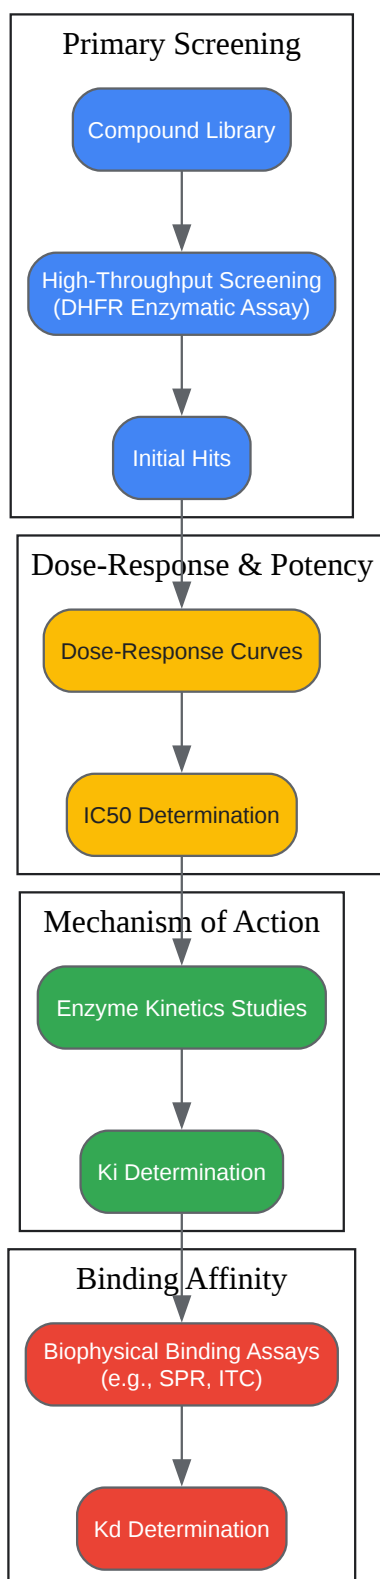 Primary Screening
Compound Library
High-Throughput Screening
(DHFR Enzymatic Assay)
Initial Hits
Dose-Response & Potency
Dose-Response Curves
IC50 Determination
Mechanism of Action
Enzyme Kinetics Studies
Ki Determination
Binding Affinity
Biophysical Binding Assays
(e.g., SPR, ITC)
Kd Determination